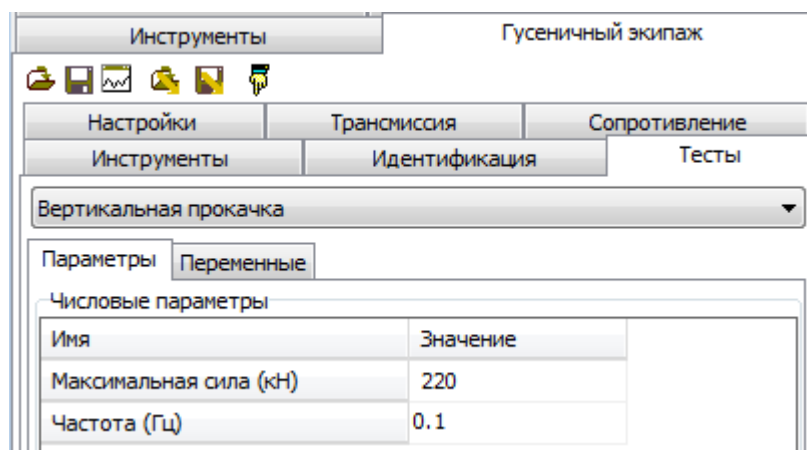 Инструменты Гусеничный экипаж
Настройки Трансмиссия Сопротивление
Инструменты Идентификация Тесты
Вертикальная прокачка
Параметры Переменные
Числовые параметры
Имя Значение
Максимальная сила (кН) 220
Частота (Гц) 0.1